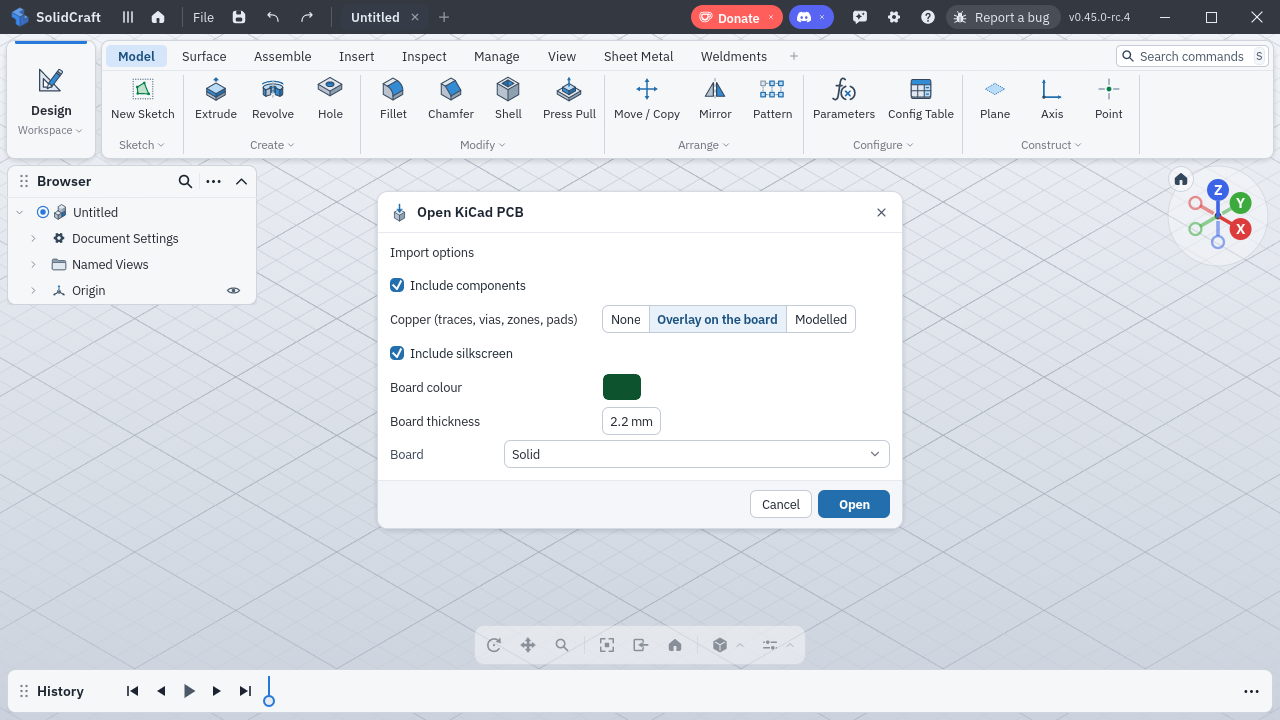 SolidCraft
File
Untitled
Donate
Report a bug
v0.45.0-rc.4
Design
Workspace
Model
Surface
Assemble
Insert
Inspect
Manage
View
Sheet Metal
Weldments
Search commands
S
New Sketch
Extrude
Revolve
Hole
Fillet
Chamfer
Shell
Press Pull
Move / Copy
Mirror
Pattern
Parameters
Config Table
Plane
Axis
Point
Sketch
Create
Modify
Arrange
Configure
Construct
Browser
Untitled
Document Settings
Named Views
Origin
Z
Y
X
Open KiCad PCB
Import options
Include components
Copper (traces, vias, zones, pads)
None
Overlay on the board
Modelled
Include silkscreen
Board colour
Board thickness
2.2 mm
Board
Solid
Cancel
Open
History